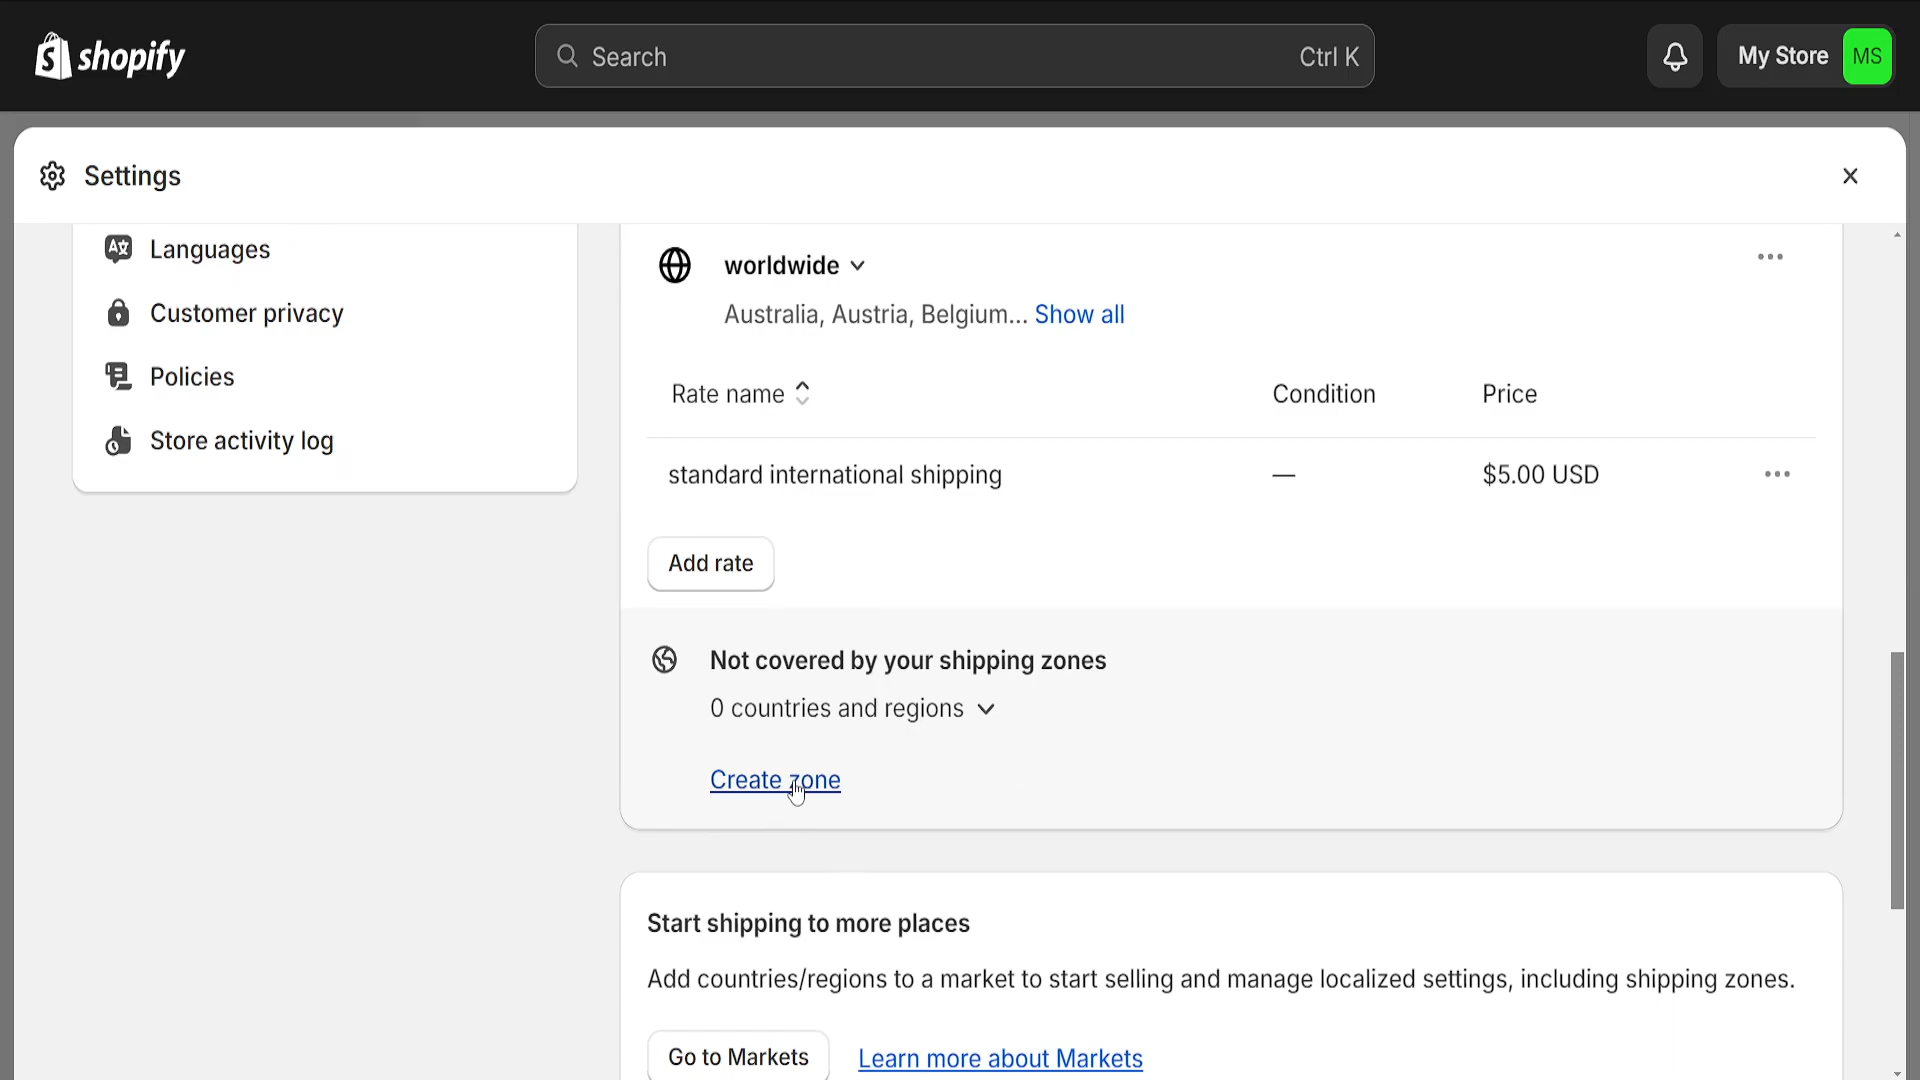 shopify
Search
Ctrl K
My Store
MS
Settings
Languages
Customer privacy
Policies
Store activity log
worldwide
Australia, Austria, Belgium... Show all
Rate name
Condition
Price
standard international shipping
—
$5.00 USD
Add rate
Not covered by your shipping zones
0 countries and regions
Create zone
Start shipping to more places
Add countries/regions to a market to start selling and manage localized settings, including shipping zones.
Go to Markets
Learn more about Markets